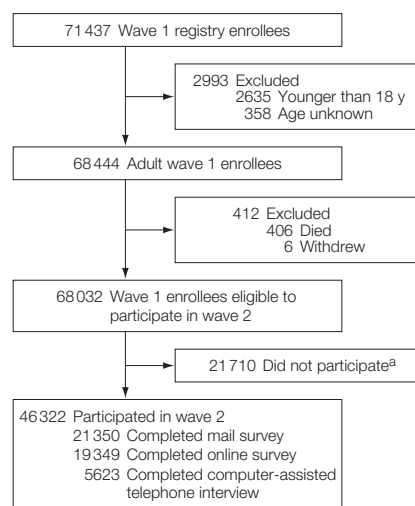 71 437 Wave 1 registry enrollees
2993 Excluded
2635 Younger than 18 y
358 Age unknown
68 444 Adult wave 1 enrollees
412 Excluded
406 Died
6 Withdrew
68 032 Wave 1 enrollees eligible to
participate in wave 2
21 710 Did not participateᵃ
46 322 Participated in wave 2
21 350 Completed mail survey
19 349 Completed online survey
5623 Completed computer-assisted
telephone interview